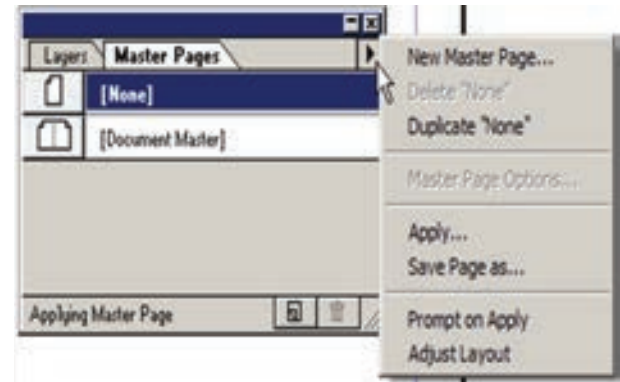 Layers Master Pages
[None]
[Document Master]
Applying Master Page
New Master Page...
Delete "None"
Duplicate "None"
Master Page Options...
Apply...
Save Page as...
Prompt on Apply
Adjust Layout